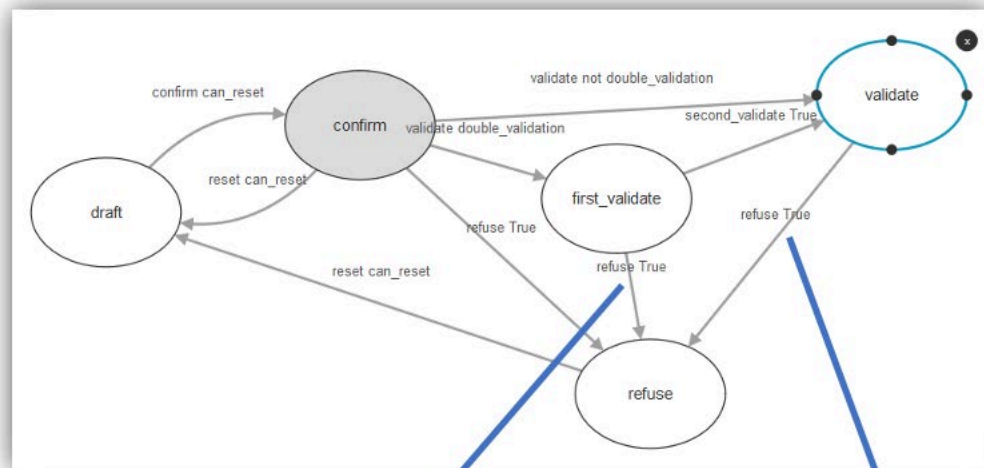 x
validate not double_validation
validate
confirm can_reset
confirm
second_validate True
validate double_validation
reset can_reset
first_validate
draft
refuse True
refuse True
refuse True
reset can_reset
refuse